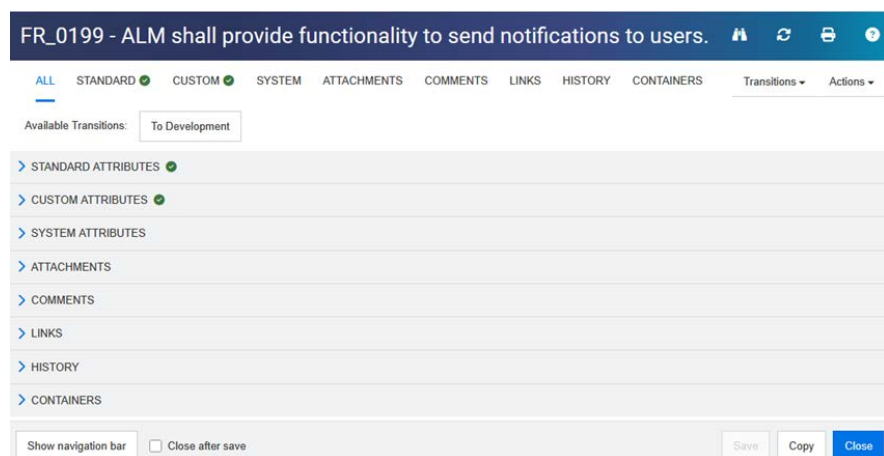 FR_0199 - ALM shall provide functionality to send notifications to users.
ALL STANDARD CUSTOM SYSTEM ATTACHMENTS COMMENTS LINKS HISTORY CONTAINERS Transitions Actions
Available Transitions: To Development
STANDARD ATTRIBUTES
CUSTOM ATTRIBUTES
SYSTEM ATTRIBUTES
ATTACHMENTS
COMMENTS
LINKS
HISTORY
CONTAINERS
Show navigation bar Close after save Save Copy Close